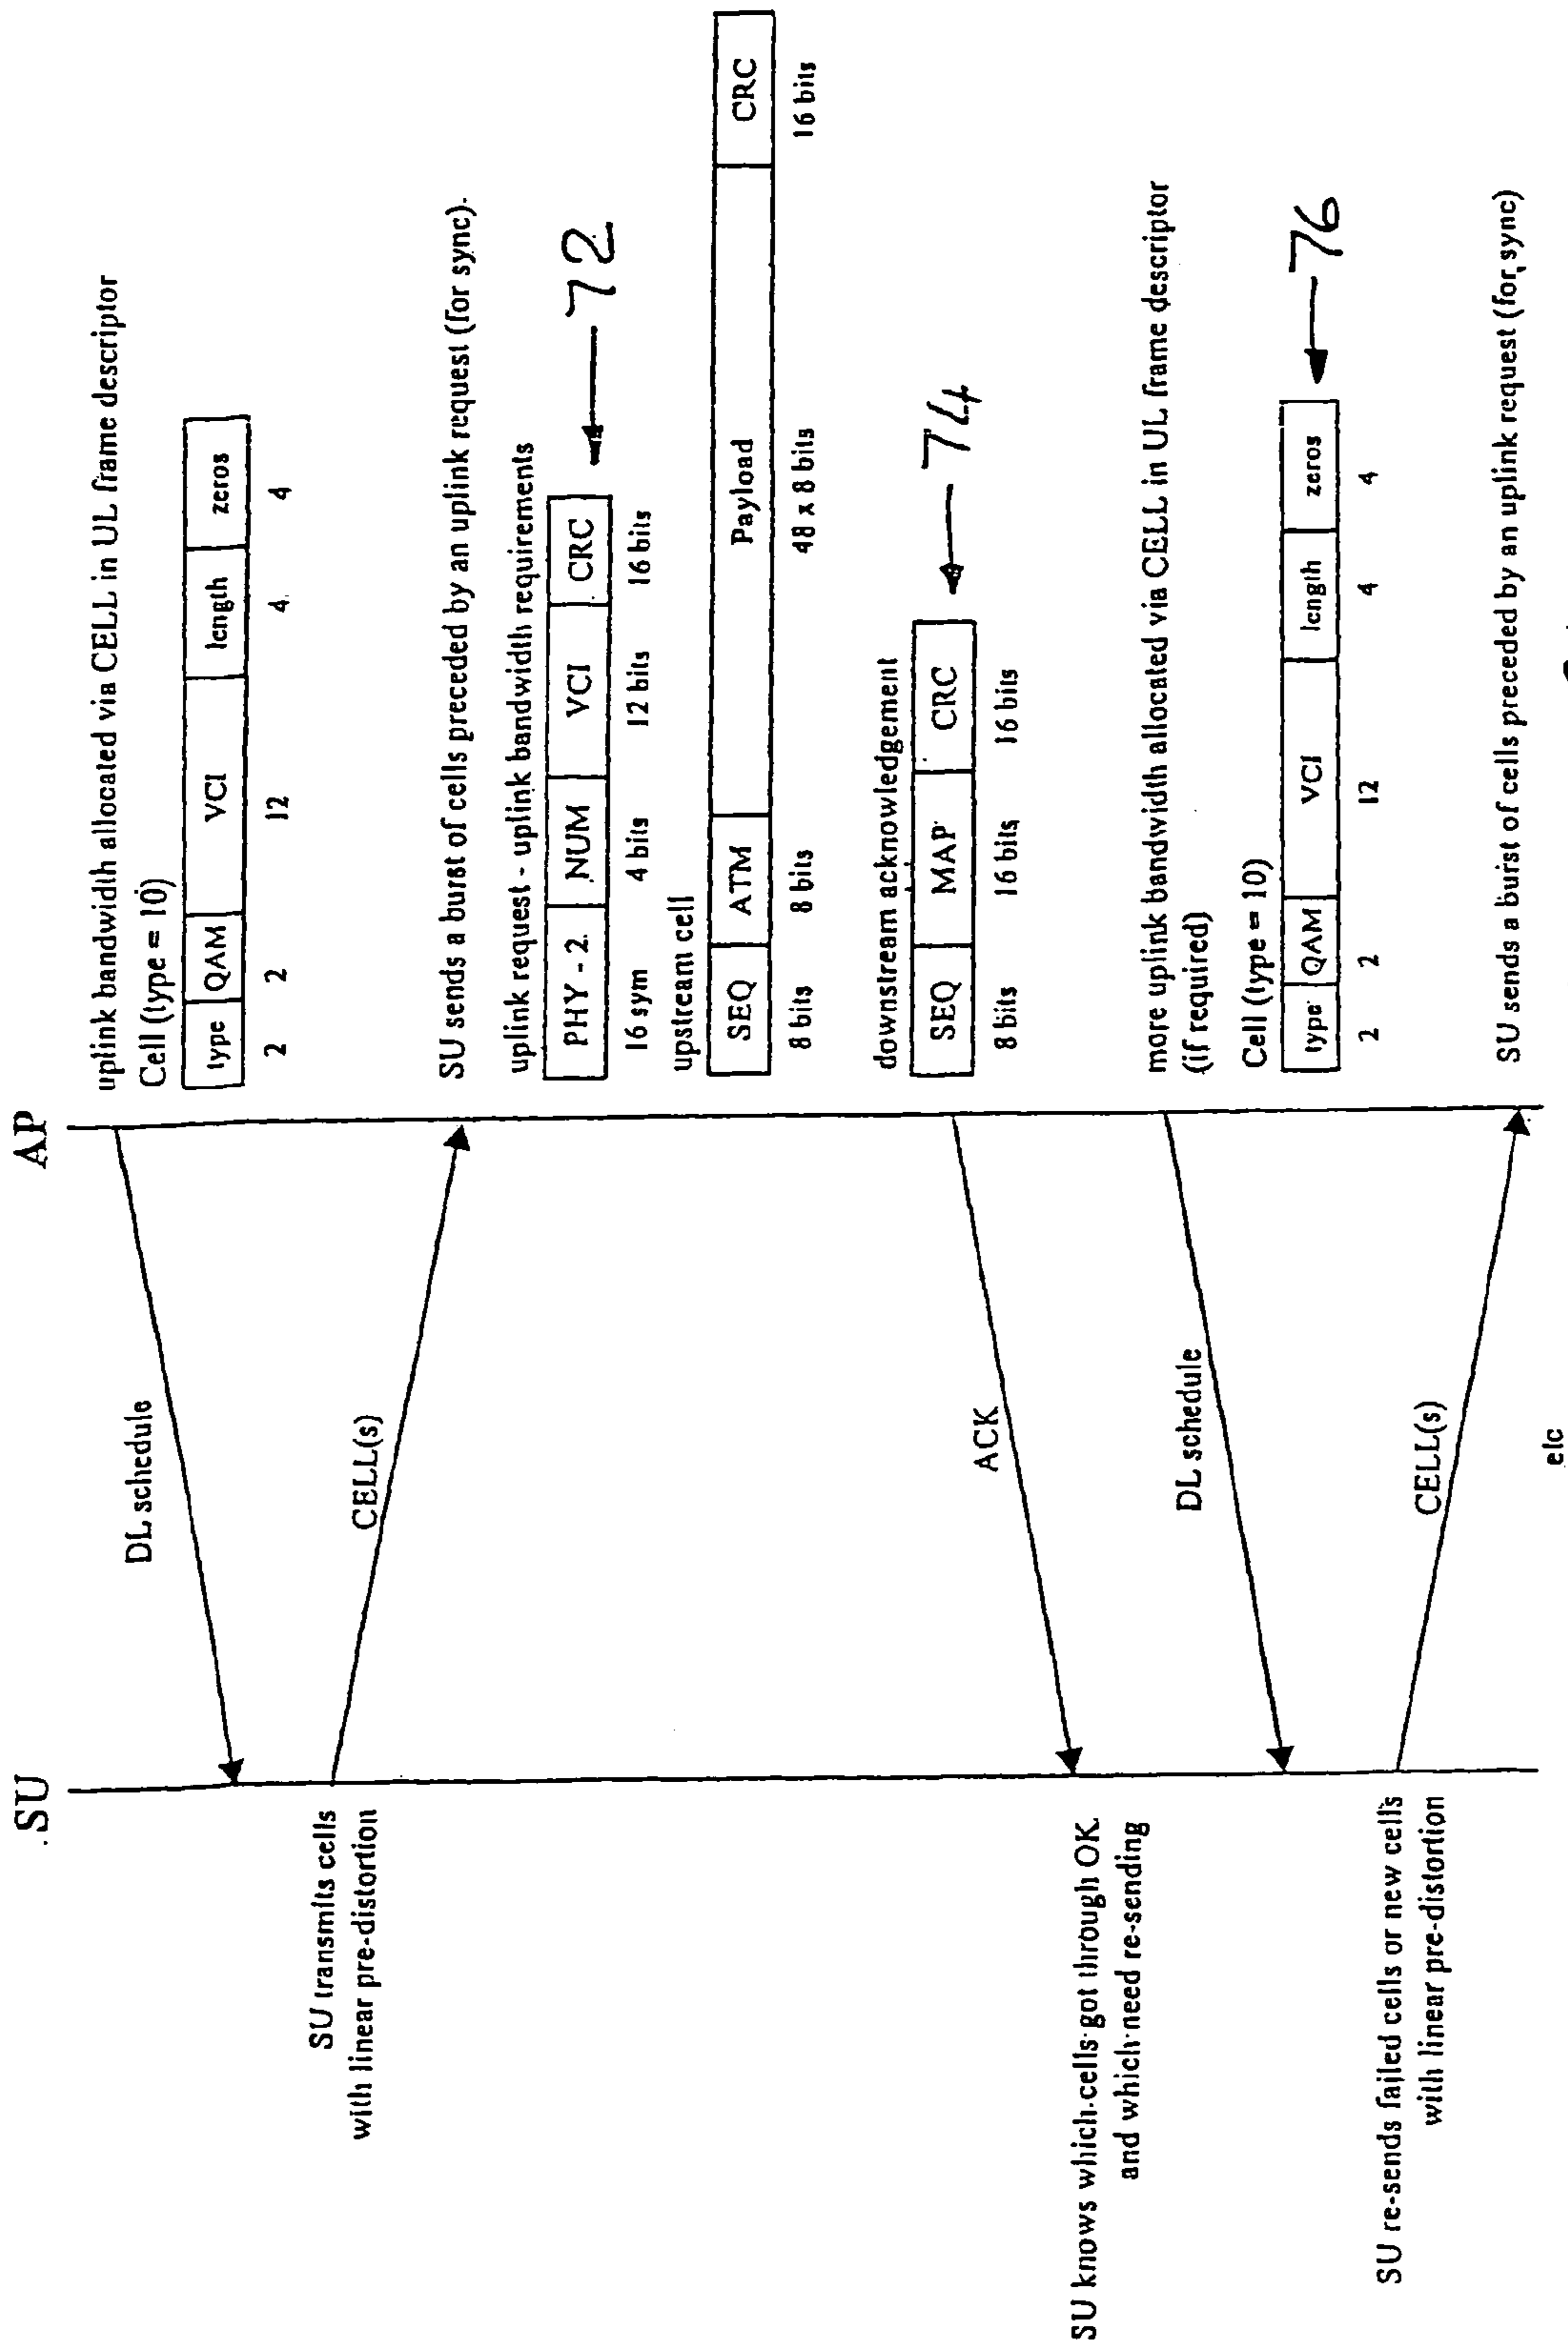 SU
AP
uplink bandwidth allocated via CELL in UL frame descriptor
Cell (type = 10)
type QAM VCI length zeros
2 2 12 4 4
DL schedule
SU transmits cells
with linear pre-distortion
CELL(s)
SU sends a burst of cells preceded by an uplink request (for sync).
uplink request - uplink bandwidth requirements
PHY - 2 NUM VCI CRC
72
16 sym 4 bits 12 bits 16 bits
upstream cell
SEQ ATM Payload CRC
8 bits 8 bits 48 x 8 bits 16 bits
downstream acknowledgement
SEQ MAP CRC
74
8 bits 16 bits 16 bits
ACK
SU knows which cells got through OK
and which need re-sending
more uplink bandwidth allocated via CELL in UL frame descriptor
(if required)
Cell (type = 10)
type QAM VCI length zeros
76
2 2 12 4 4
DL schedule
SU re-sends failed cells or new cells
with linear pre-distortion
CELL(s)
SU sends a burst of cells preceded by an uplink request (for sync)
etc